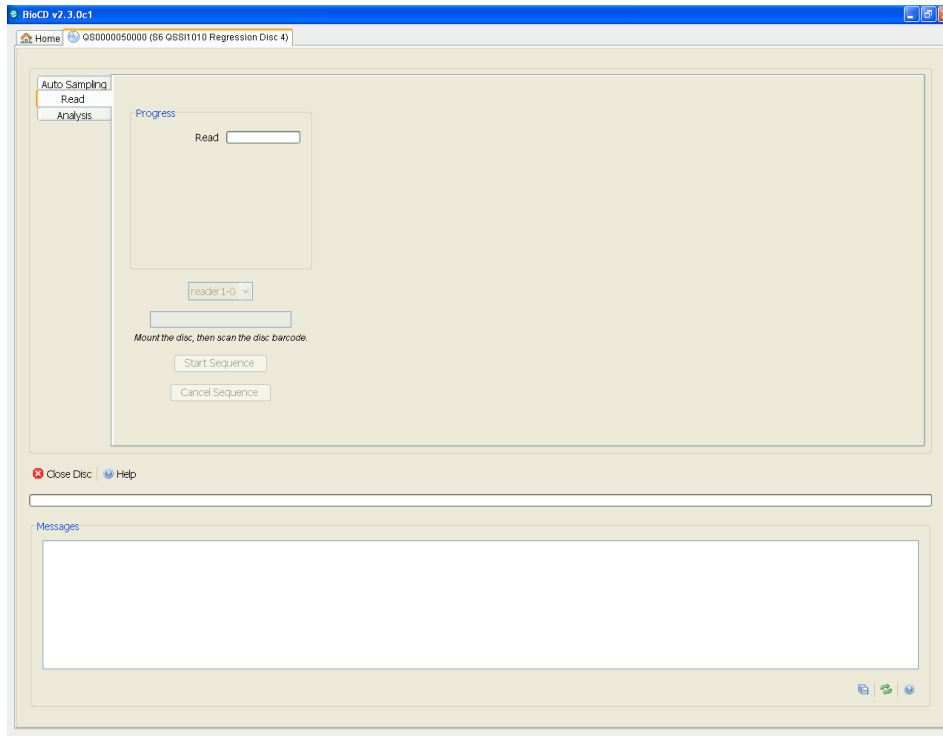 BioCD v2.3.0c1
Home QS0000050000 (S6 QSSI1010 Regression Disc 4)
Auto Sampling
Read
Analysis
Progress
Read
reader1-0
Mount the disc, then scan the disc barcode.
Start Sequence
Cancel Sequence
Close Disc Help
Messages